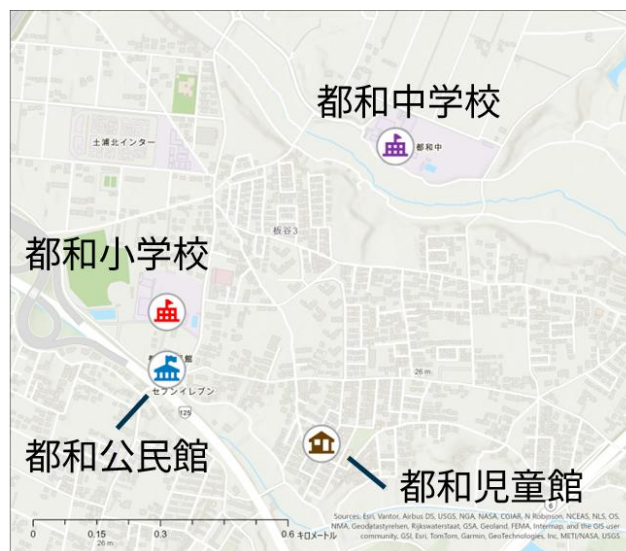 都和中学校
都和中
土浦北インター
板谷3
都和小学校
セブンイレブン
26 m
125
都和公民館
都和児童館
6
0 0.15 0.3 0.6 キロメートル
26 m
Sources: Esri, Vantor, Airbus DS, USGS, NGA, NASA, CGIAR, N Robinson, NCEAS, NLS, OS,
NMA, Geodatastyrelsen, Rijkswaterstaat, GSA, Geoland, FEMA, Intermap, and the GIS user
community, GSI, Esri, TomTom, Garmin, GeoTechnologies, Inc, METI/NASA, USGS